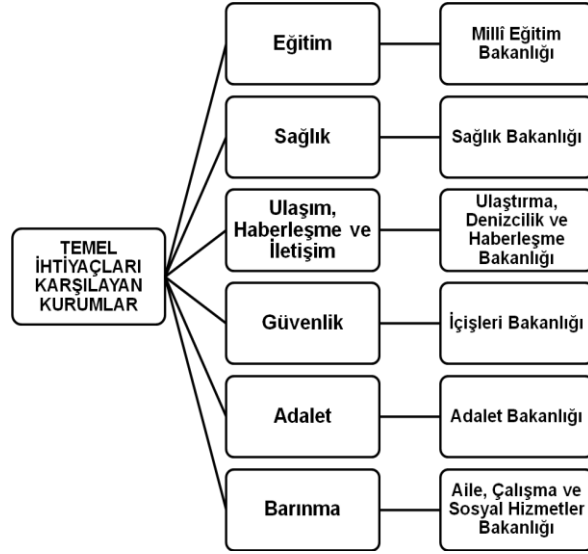 Eğitim
Millî Eğitim
Bakanlığı
Sağlık
Sağlık Bakanlığı
Ulaşım,
Haberleşme ve
İletişim
Ulaştırma,
Denizcilik ve
Haberleşme
Bakanlığı
TEMEL
İHTİYAÇLARI
KARŞILAYAN
KURUMLAR
Güvenlik
İçişleri Bakanlığı
Adalet
Adalet Bakanlığı
Barınma
Aile, Çalışma ve
Sosyal Hizmetler
Bakanlığı